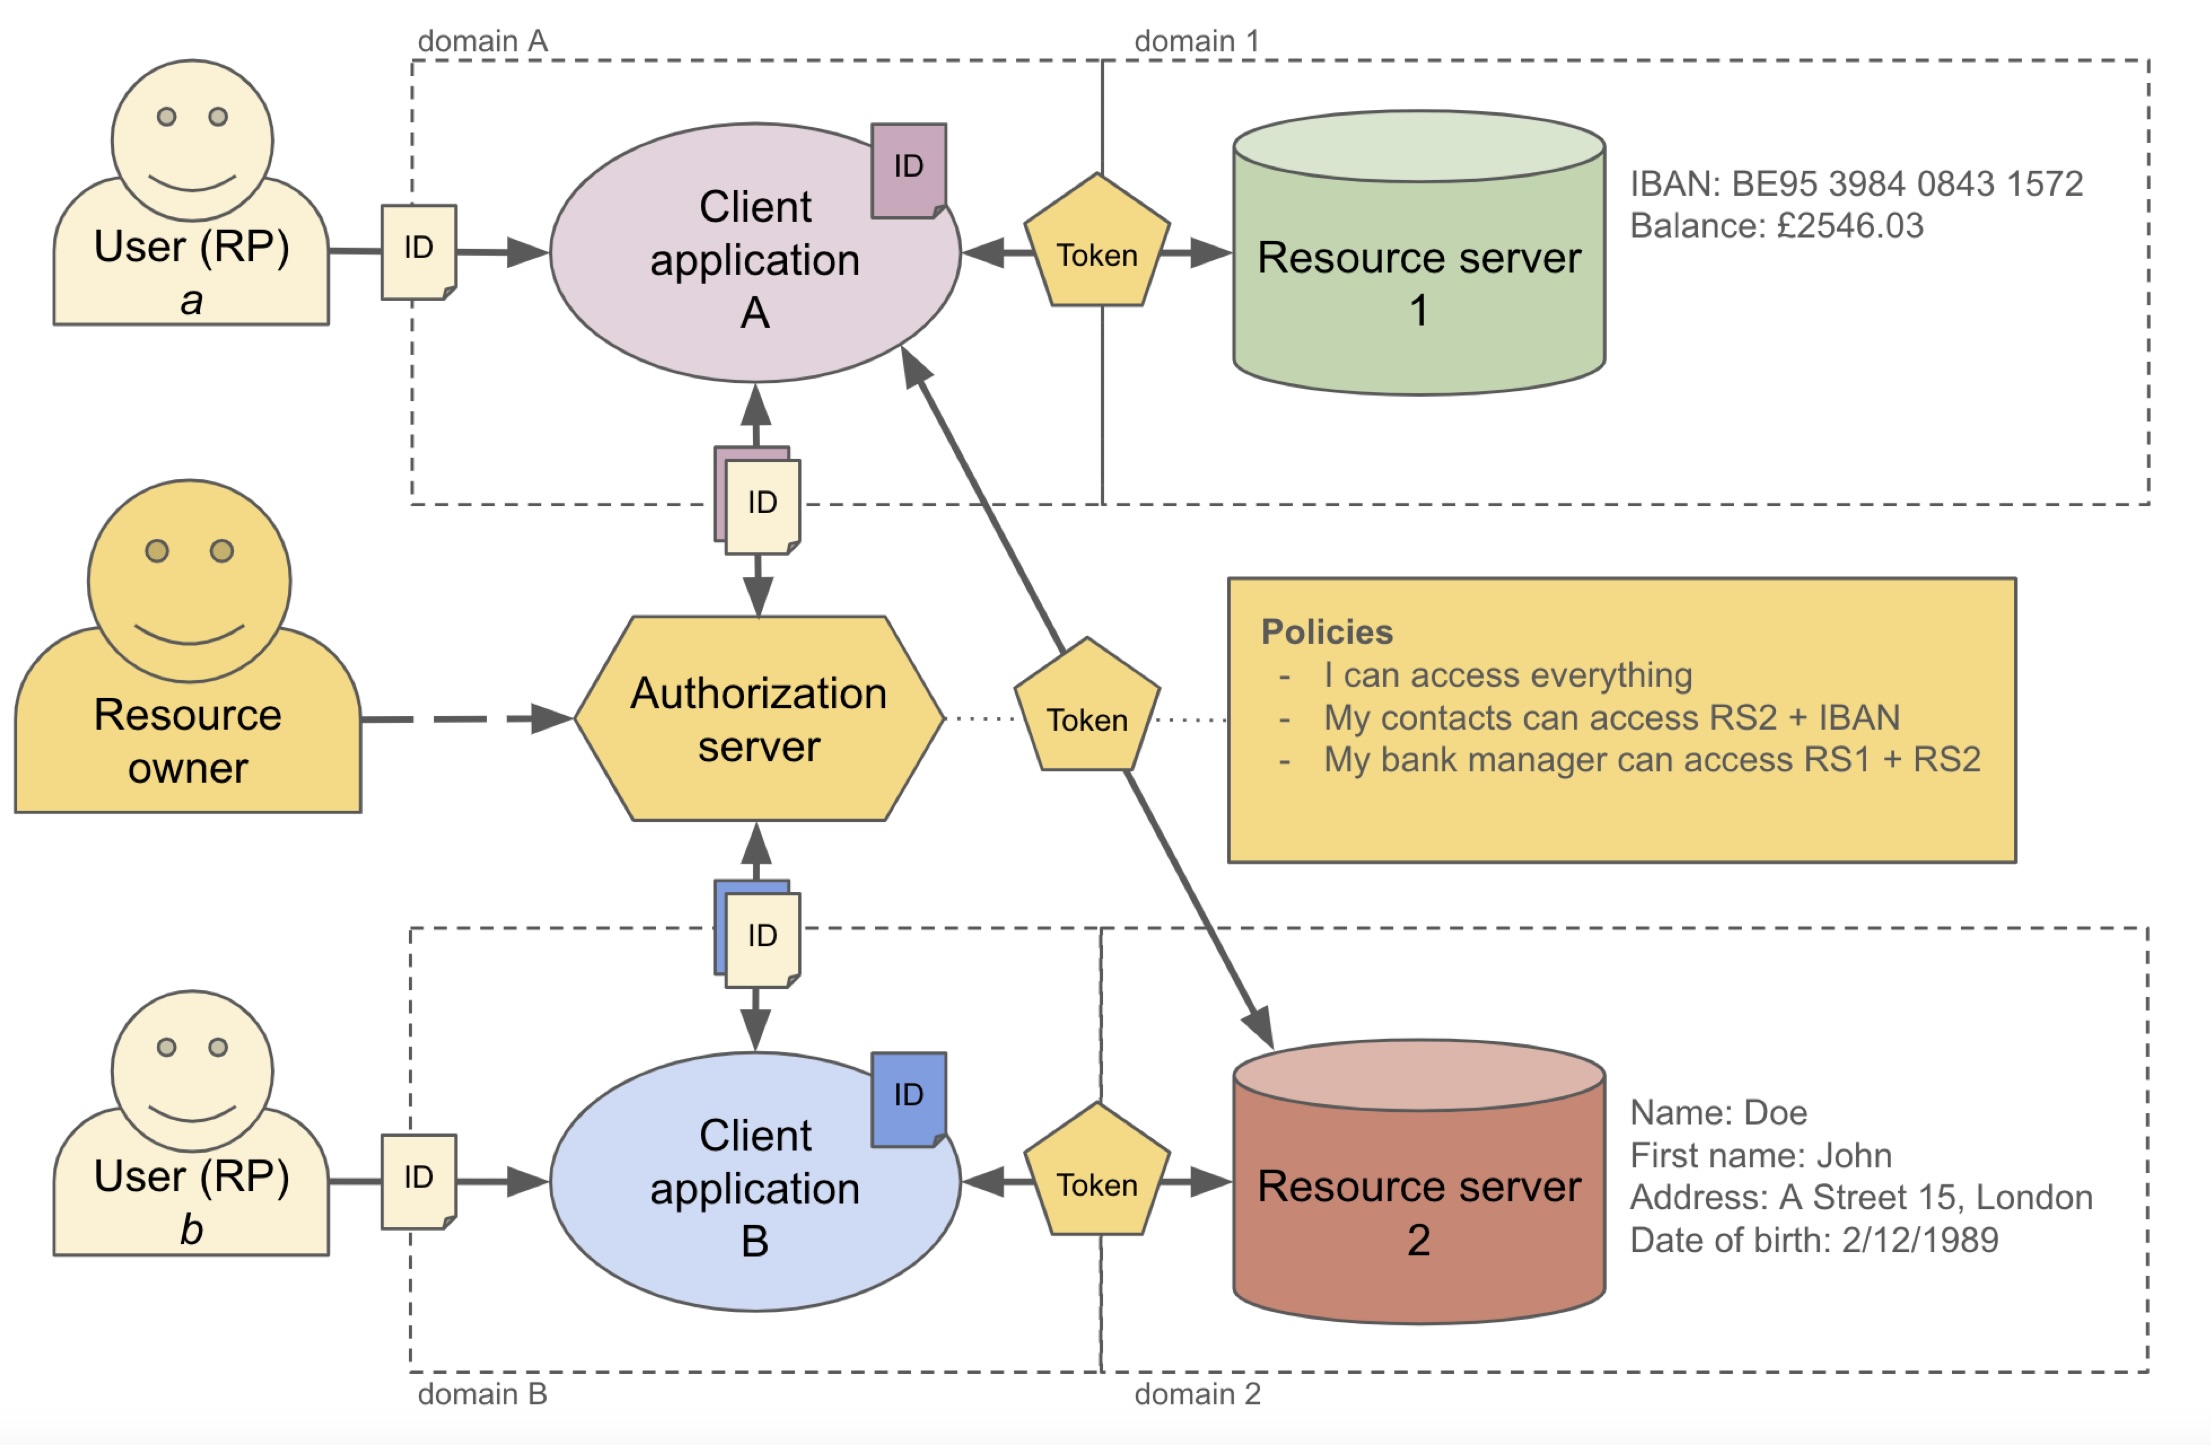 domain A
domain 1
User (RP)
a
ID
Client
application
A
ID
Token
Resource server
1
IBAN: BE95 3984 0843 1572
Balance: £2546.03
ID
Resource
owner
Authorization
server
Token
Policies
- I can access everything
- My contacts can access RS2 + IBAN
- My bank manager can access RS1 + RS2
ID
User (RP)
b
ID
Client
application
B
ID
Token
Resource server
2
Name: Doe
First name: John
Address: A Street 15, London
Date of birth: 2/12/1989
domain B
domain 2